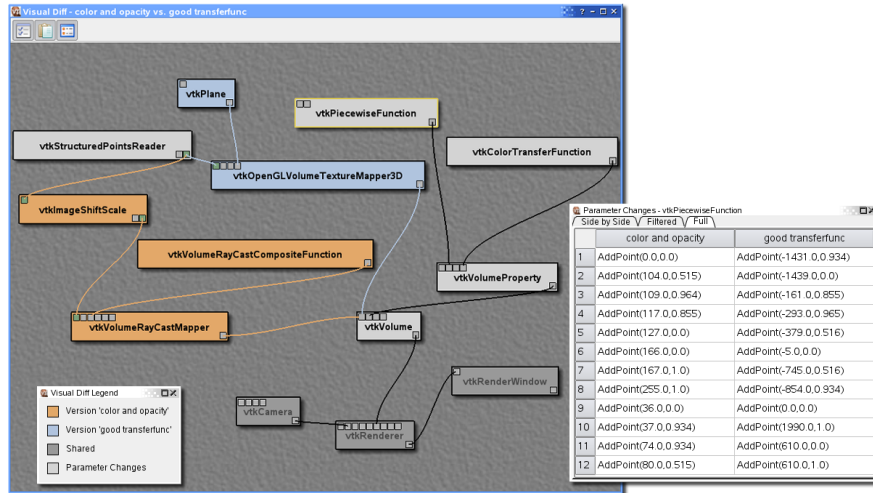 Visual Diff - color and opacity vs. good transferfunc
vtkPlane
vtkPiecewiseFunction
vtkStructuredPointsReader
vtkColorTransferFunction
vtkOpenGLVolumeTextureMapper3D
vtkImageShiftScale
vtkVolumeRayCastCompositeFunction
vtkVolumeProperty
vtkVolumeRayCastMapper
vtkVolume
vtkRenderWindow
vtkCamera
vtkRenderer
Visual Diff Legend
Version 'color and opacity'
Version 'good transferfunc'
Shared
Parameter Changes
Parameter Changes - vtkPiecewiseFunction
Side by Side Filtered Full
color and opacity good transferfunc
1 AddPoint(0.0,0.0) AddPoint(-1431.0,0.934)
2 AddPoint(104.0,0.515) AddPoint(-1439.0,0.0)
3 AddPoint(109.0,0.964) AddPoint(-161.0,0.855)
4 AddPoint(117.0,0.855) AddPoint(-293.0,0.965)
5 AddPoint(127.0,0.0) AddPoint(-379.0,0.516)
6 AddPoint(166.0,0.0) AddPoint(-5.0,0.0)
7 AddPoint(167.0,1.0) AddPoint(-745.0,0.516)
8 AddPoint(255.0,1.0) AddPoint(-854.0,0.934)
9 AddPoint(36.0,0.0) AddPoint(0.0,0.0)
10 AddPoint(37.0,0.934) AddPoint(1990.0,1.0)
11 AddPoint(74.0,0.934) AddPoint(610.0,0.0)
12 AddPoint(80.0,0.515) AddPoint(610.0,1.0)